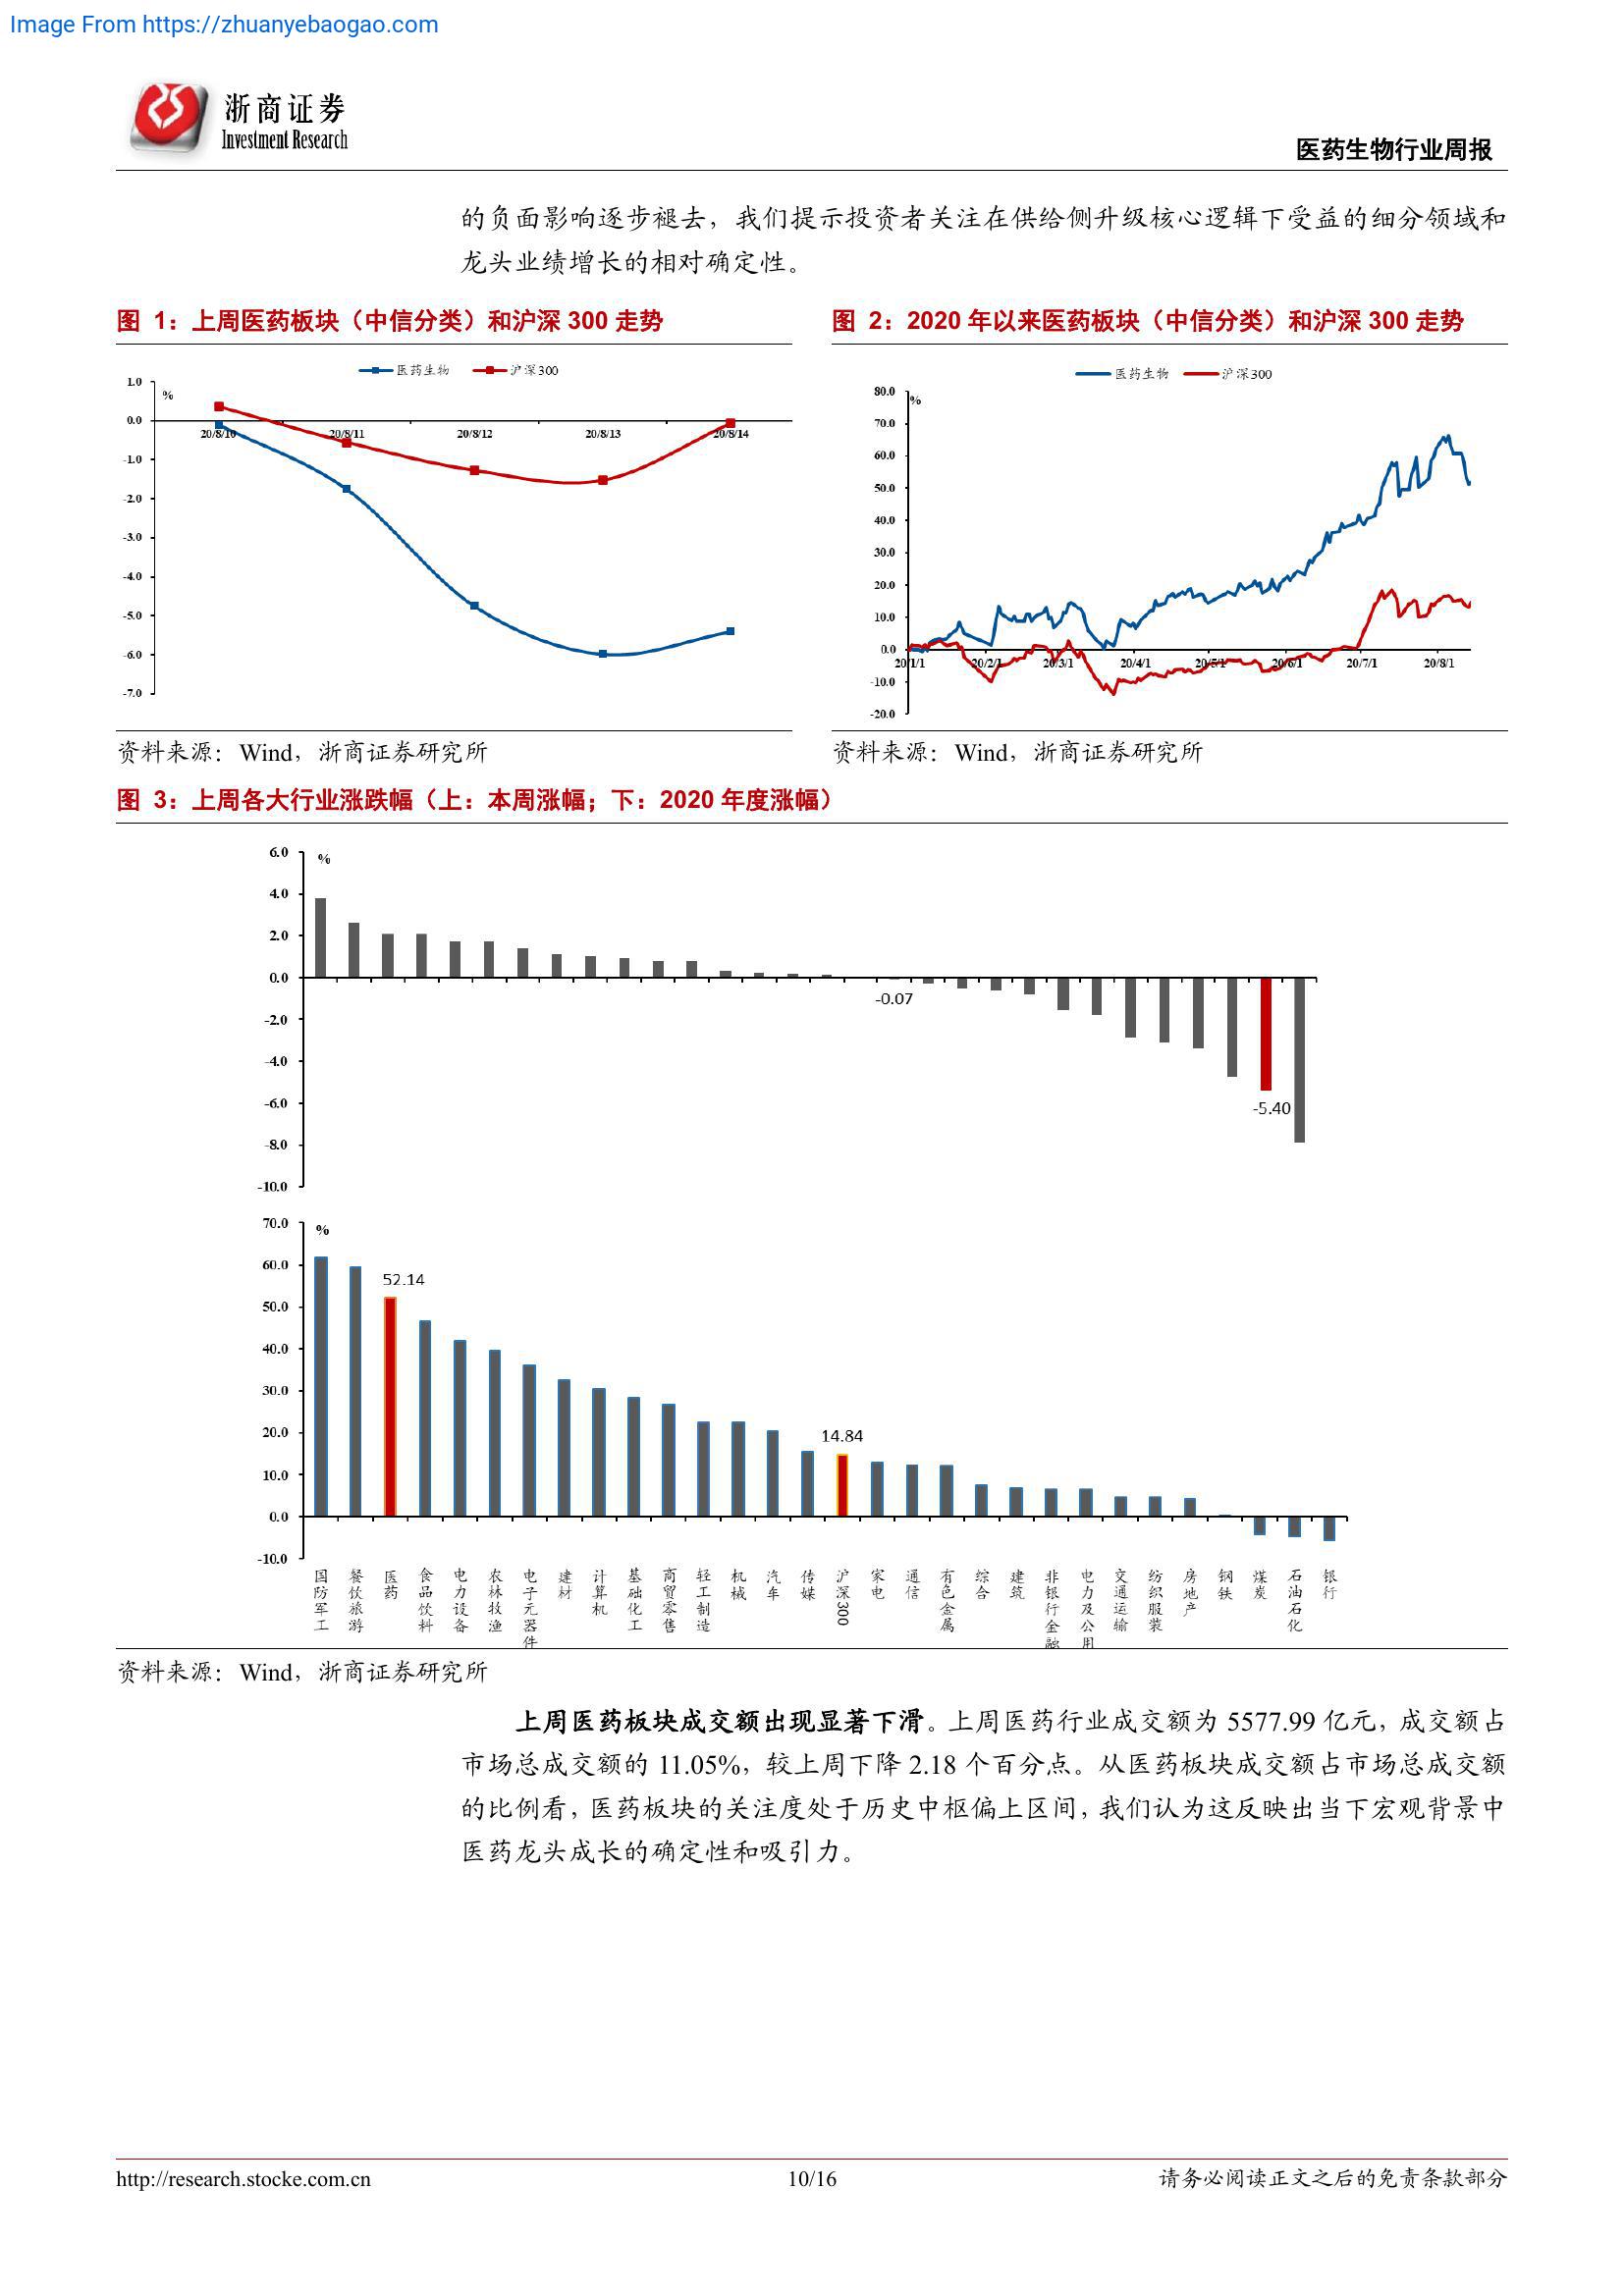 Image From https://zhuanyebaogao.com
浙商证券
Investment Research
医药生物行业周报
的负面影响逐步褪去，我们提示投资者关注在供给侧升级核心逻辑下受益的细分领域和
龙头业绩增长的相对确定性。
图 1：上周医药板块（中信分类）和沪深 300 走势
医药生物 沪深300
%
1.0
0.0
-1.0
-2.0
-3.0
-4.0
-5.0
-6.0
-7.0
20/8/10 20/8/11 20/8/12 20/8/13 20/8/14
资料来源：Wind，浙商证券研究所
图 2：2020 年以来医药板块（中信分类）和沪深 300 走势
医药生物 沪深300
%
80.0
70.0
60.0
50.0
40.0
30.0
20.0
10.0
0.0
-10.0
-20.0
20/1/1 20/2/1 20/3/1 20/4/1 20/5/1 20/6/1 20/7/1 20/8/1
资料来源：Wind，浙商证券研究所
图 3：上周各大行业涨跌幅（上：本周涨幅；下：2020 年度涨幅）
%
6.0
4.0
2.0
0.0
-2.0
-4.0
-6.0
-8.0
-10.0
-0.07
-5.40
%
70.0
60.0
50.0
40.0
30.0
20.0
10.0
0.0
-10.0
52.14
14.84
国防军工
餐饮旅游
医药
食品饮料
电力设备
农林牧渔
电子元器件
建材
计算机
基础化工
商贸零售
轻工制造
机械
汽车
传媒
沪深300
家电
通信
有色金属
综合
建筑
非银行金融
电力及公用
交通运输
纺织服装
房地产
钢铁
煤炭
石油石化
银行
资料来源：Wind，浙商证券研究所
上周医药板块成交额出现显著下滑。上周医药行业成交额为 5577.99 亿元，成交额占
市场总成交额的 11.05%，较上周下降 2.18 个百分点。从医药板块成交额占市场总成交额
的比例看，医药板块的关注度处于历史中枢偏上区间，我们认为这反映出当下宏观背景中
医药龙头成长的确定性和吸引力。
http://research.stocke.com.cn
10/16
请务必阅读正文之后的免责条款部分